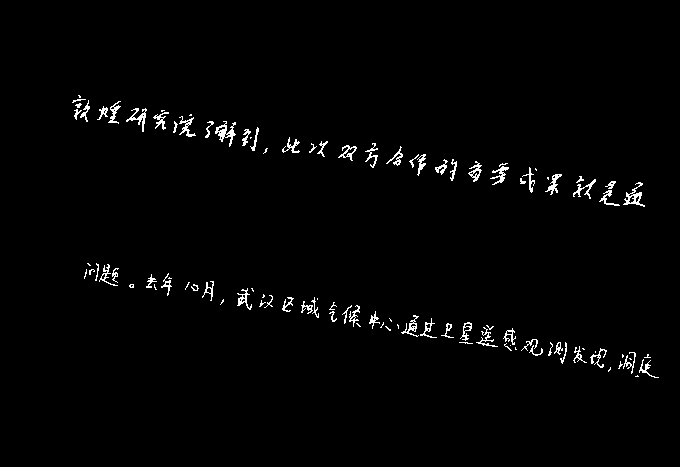 敦煌研究院了解到，此次双方合作的重要成果就是通
问题。去年10月，武汉区域气候中心通过卫星遥感观测发现，洞庭